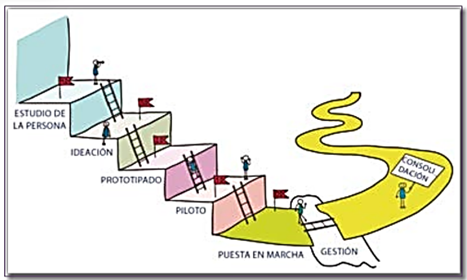 ESTUDIO DE
LA PERSONA
IDEACIÓN
PROTOTIPADO
PILOTO
PUESTA EN MARCHA
GESTIÓN
CONSOLI
DACIÓN